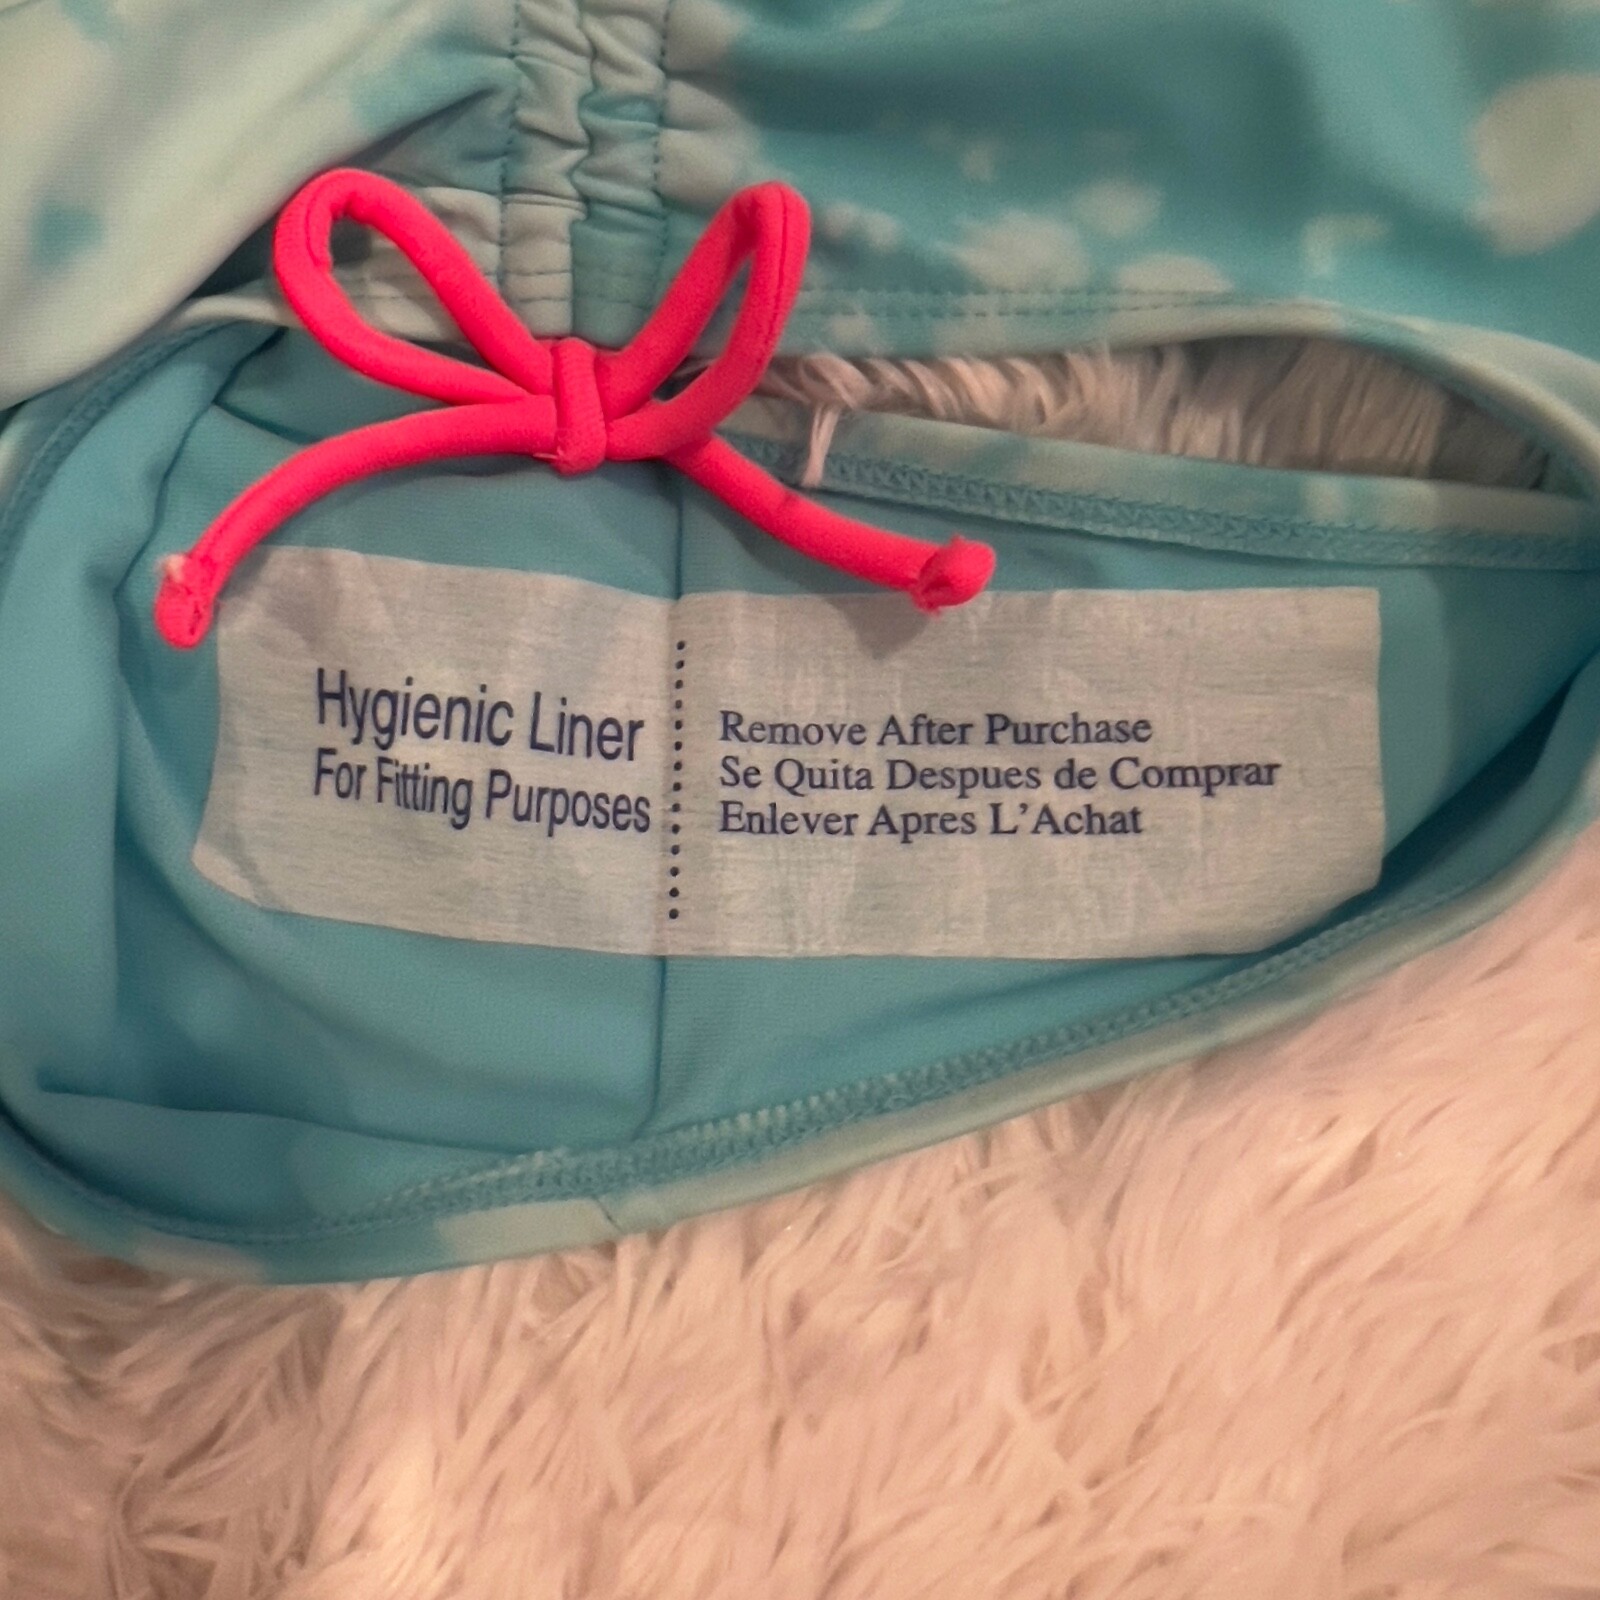 Hygienic Liner
For Fitting Purposes
Remove After Purchase
Se Quita Despues de Comprar
Enlever Apres L'Achat